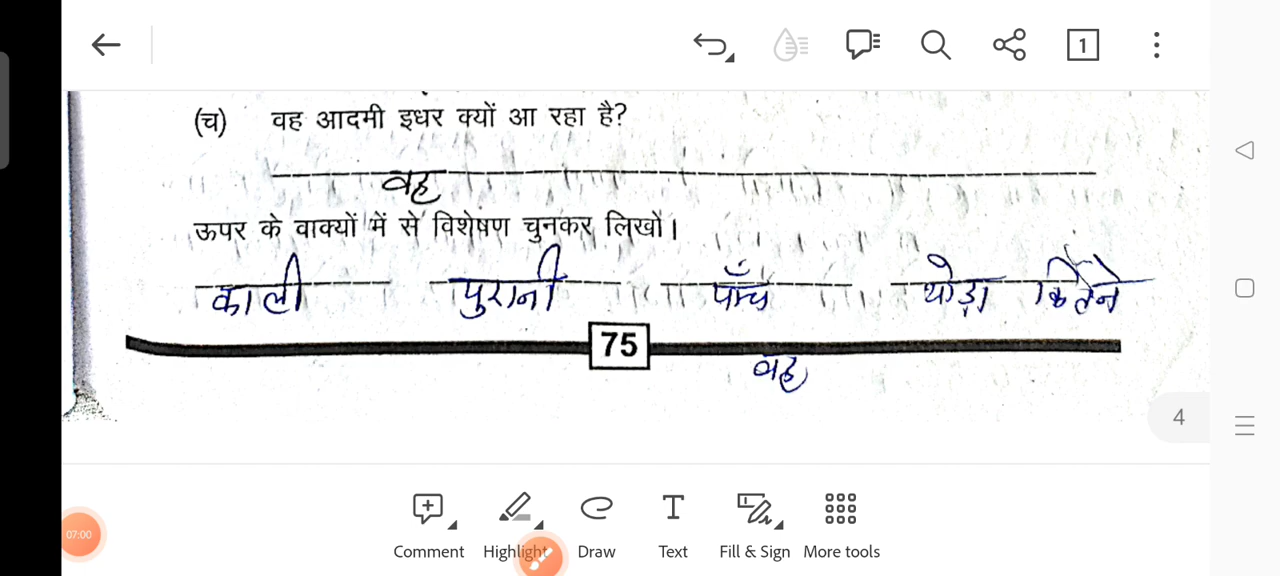 1
(च) वह आदमी इधर क्यों आ रहा है?
वह
ऊपर के वाक्यों में से विशेषण चुनकर लिखों।
काली पुरानी पाँच थोड़ा कितने
75
वह
4
07:00
Comment Highlight Draw Text Fill & Sign More tools